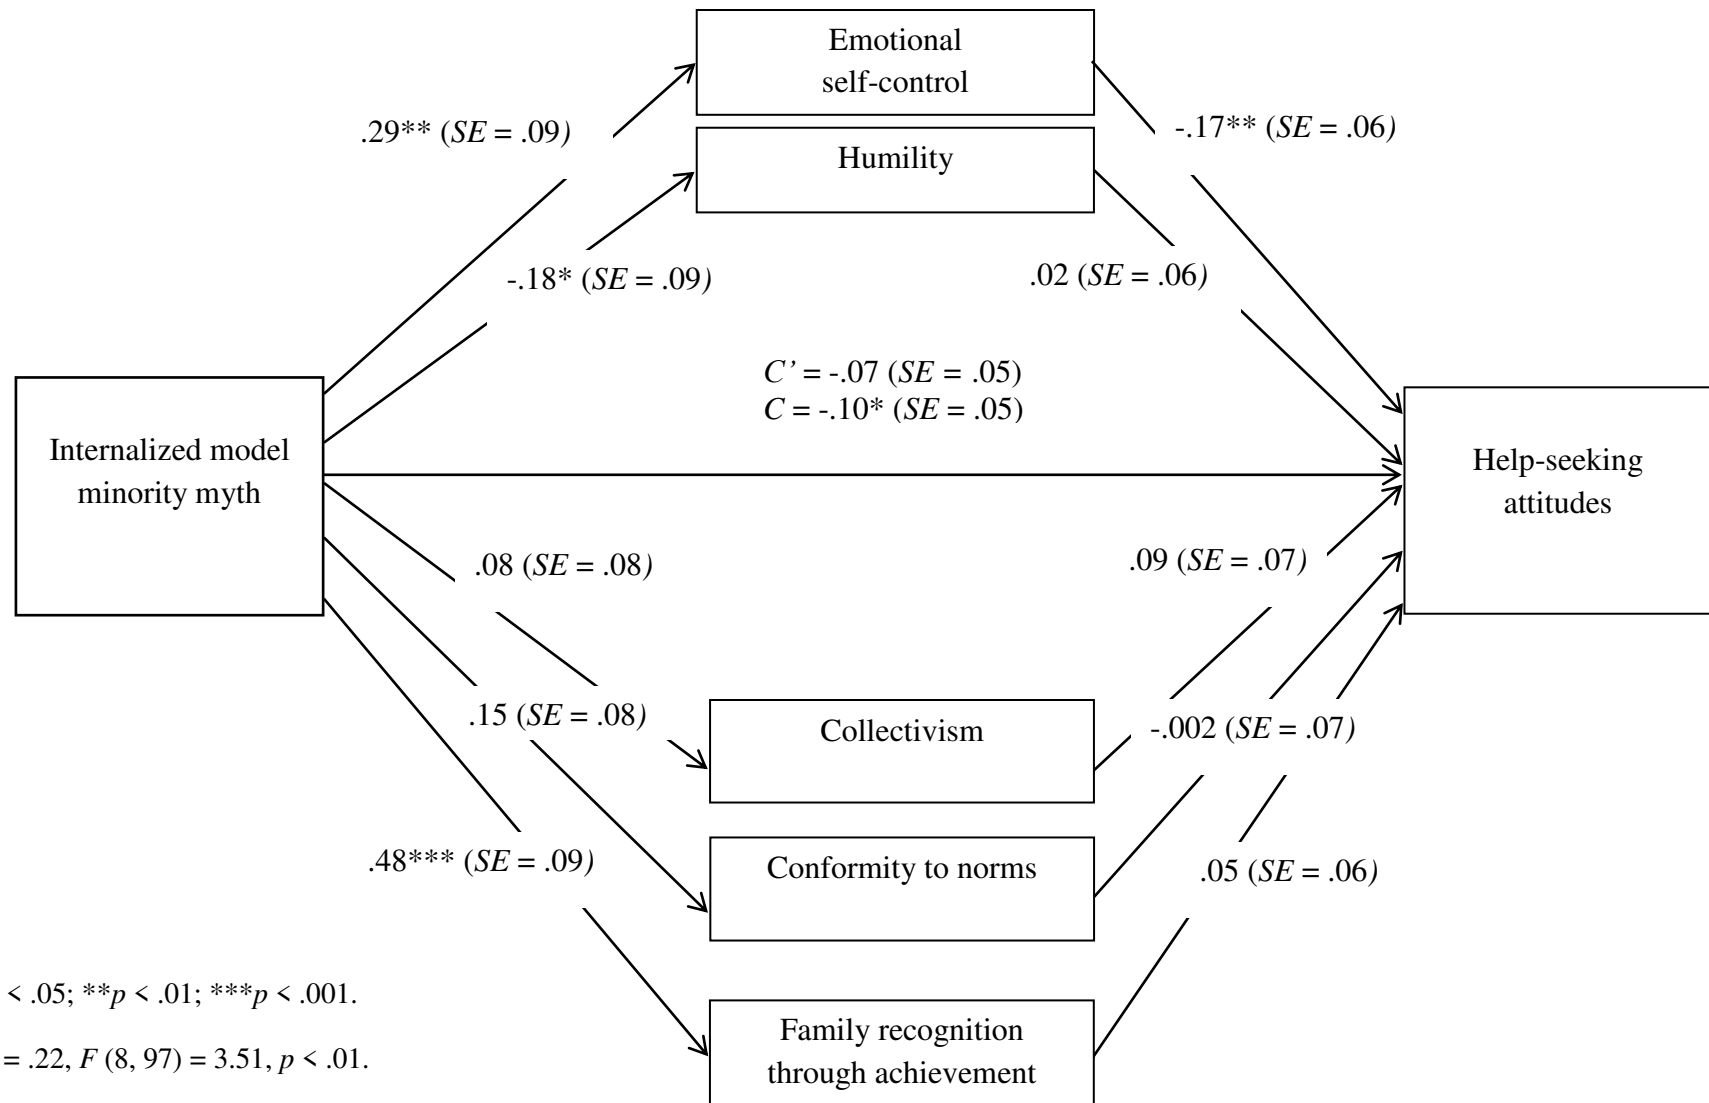 Emotional
self-control
.29** (SE = .09)
-.17** (SE = .06)
Humility
-.18* (SE = .09)
.02 (SE = .06)
C’ = -.07 (SE = .05)
C = -.10* (SE = .05)
Internalized model
minority myth
Help-seeking
attitudes
.08 (SE = .08)
.09 (SE = .07)
.15 (SE = .08)
Collectivism
-.002 (SE = .07)
.48*** (SE = .09)
Conformity to norms
.05 (SE = .06)
< .05; **p < .01; ***p < .001.
Family recognition
through achievement
= .22, F (8, 97) = 3.51, p < .01.